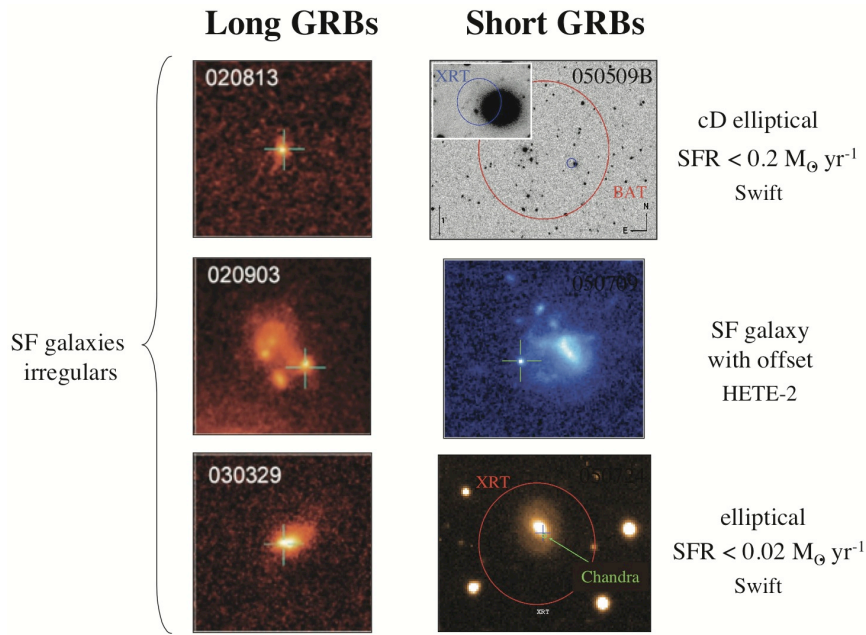 Long GRBs
Short GRBs
020813
XRT
050509B
BAT
1'
E
N
cD elliptical
SFR < 0.2 M⊙ yr⁻¹
Swift
SF galaxies
irregulars
020903
050709
SF galaxy
with offset
HETE-2
030329
XRT
050724
Chandra
XRT
elliptical
SFR < 0.02 M⊙ yr⁻¹
Swift